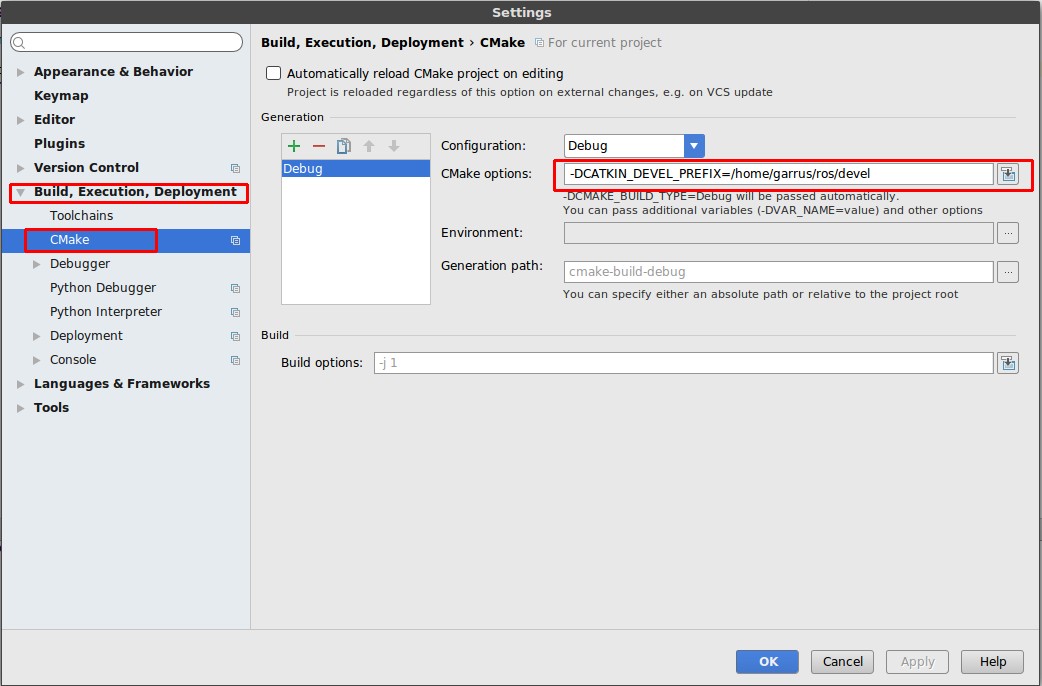 Settings
Appearance & Behavior
Keymap
Editor
Plugins
Version Control
Build, Execution, Deployment
Toolchains
CMake
Debugger
Python Debugger
Python Interpreter
Deployment
Console
Languages & Frameworks
Tools
Build, Execution, Deployment › CMake For current project
Automatically reload CMake project on editing
Project is reloaded regardless of this option on external changes, e.g. on VCS update
Generation
Debug
Configuration: Debug
CMake options: -DCATKIN_DEVEL_PREFIX=/home/garrus/ros/devel
-DCMAKE_BUILD_TYPE=Debug will be passed automatically.
You can pass additional variables (-DVAR_NAME=value) and other options
Environment:
Generation path: cmake-build-debug
You can specify either an absolute path or relative to the project root
Build
Build options: -j 1
OK Cancel Apply Help